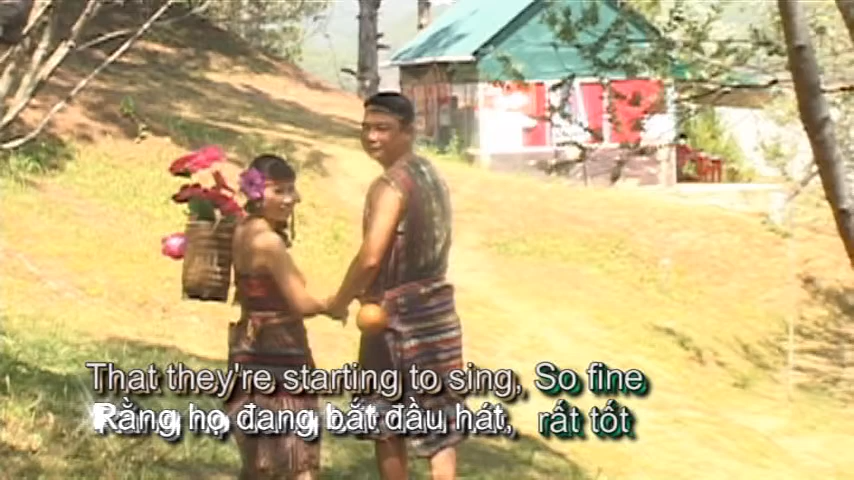 That they're starting to sing, So fine
Rằng họ đang bắt đầu hát, rất tốt